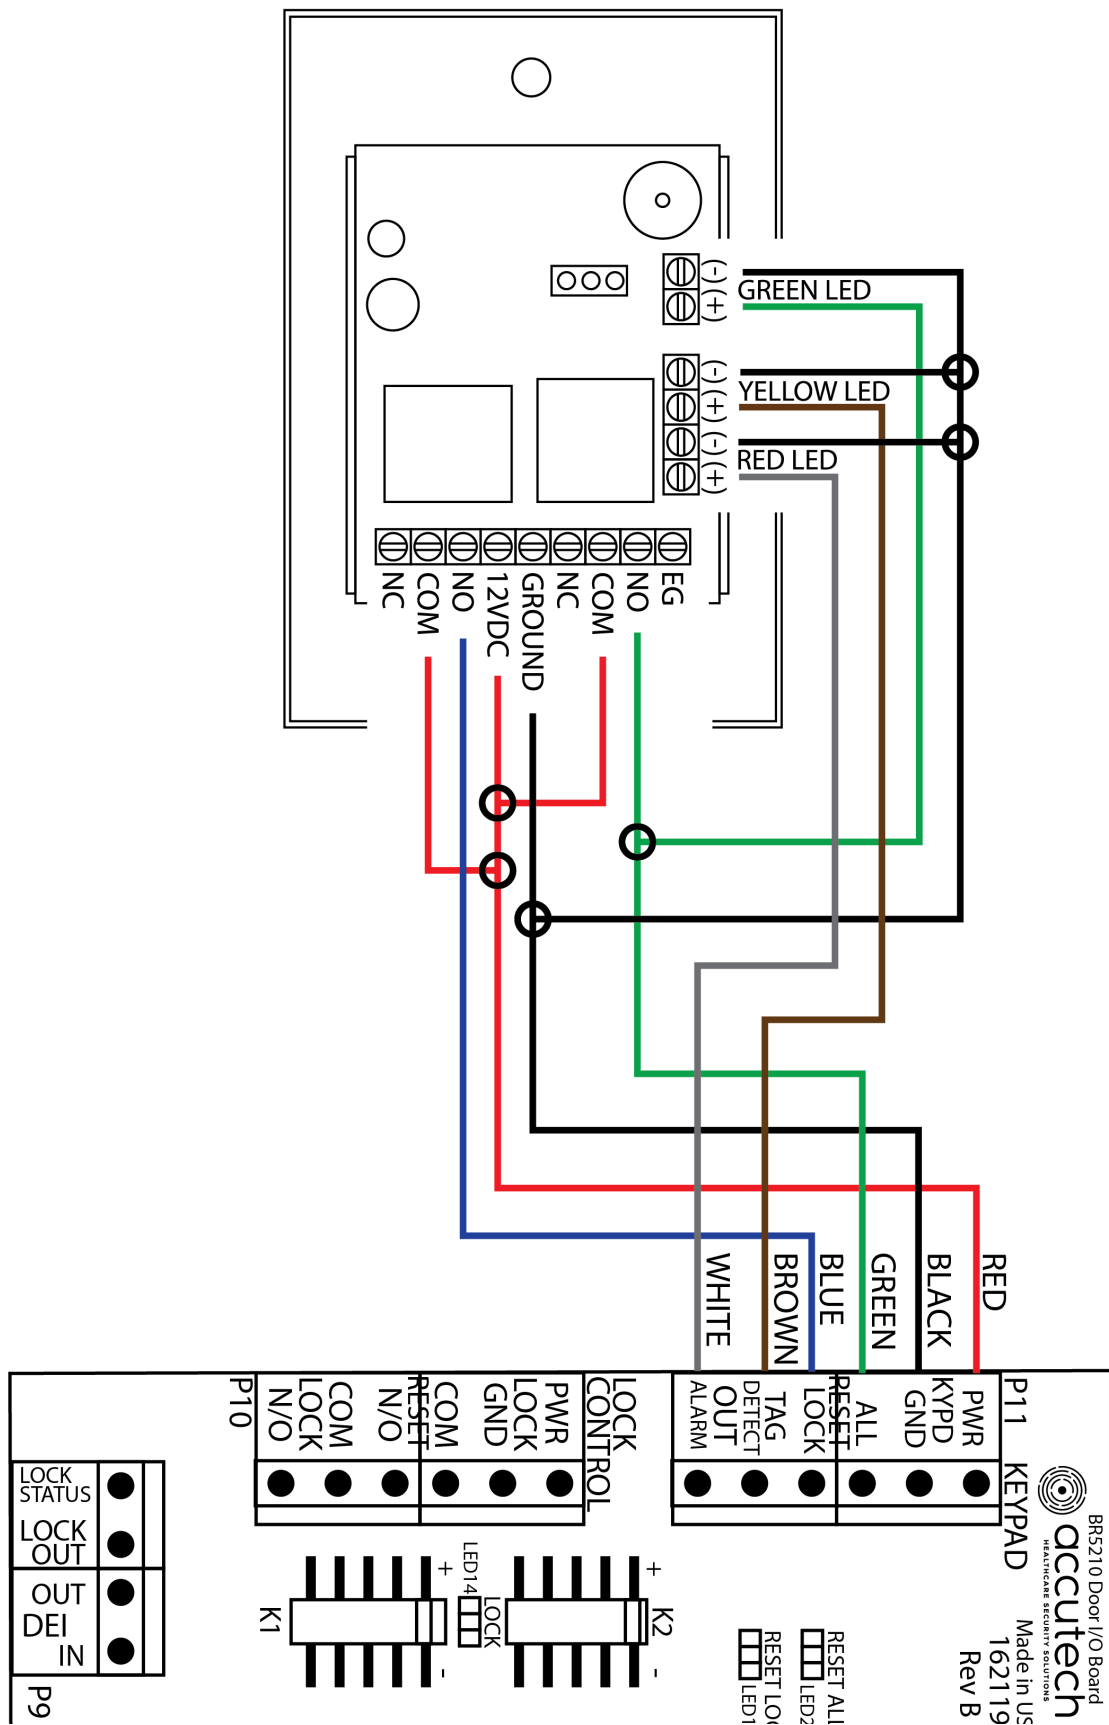 (-)
GREEN LED
(+)
(-)
YELLOW LED
(+)
(-)
RED LED
(+)
NC
COM
NO
12VDC
GROUND
NC
COM
NO
EG
WHITE
BROWN
BLUE
GREEN
BLACK
RED
P10
LOCK
N/O
COM
RESET
N/O
COM
LOCK
GND
PWR
LOCK
CONTROL
ALARM
OUT
TAG
DETECT
RESET
LOCK
ALL
KYPD
GND
PWR
P11
KEYPAD
LOCK
STATUS
LOCK
OUT
OUT
DEI
IN
P9
K1
+
-
LED14
LOCK
K2
+
-
RESET LOC
LED1
RESET ALL
LED2
BR5210 Door I/O Board
accutech
HEALTHCARE SECURITY SOLUTIONS
Made in US
162119
Rev B